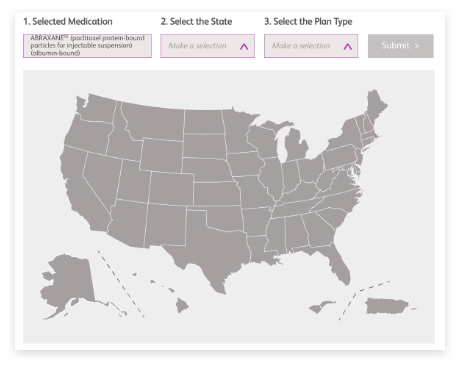 1. Selected Medication
2. Select the State
3. Select the Plan Type
ABRAXANE® (paclitaxel protein-bound
particles for injectable suspension)
(albumin-bound)
Make a selection
Make a selection
Submit >